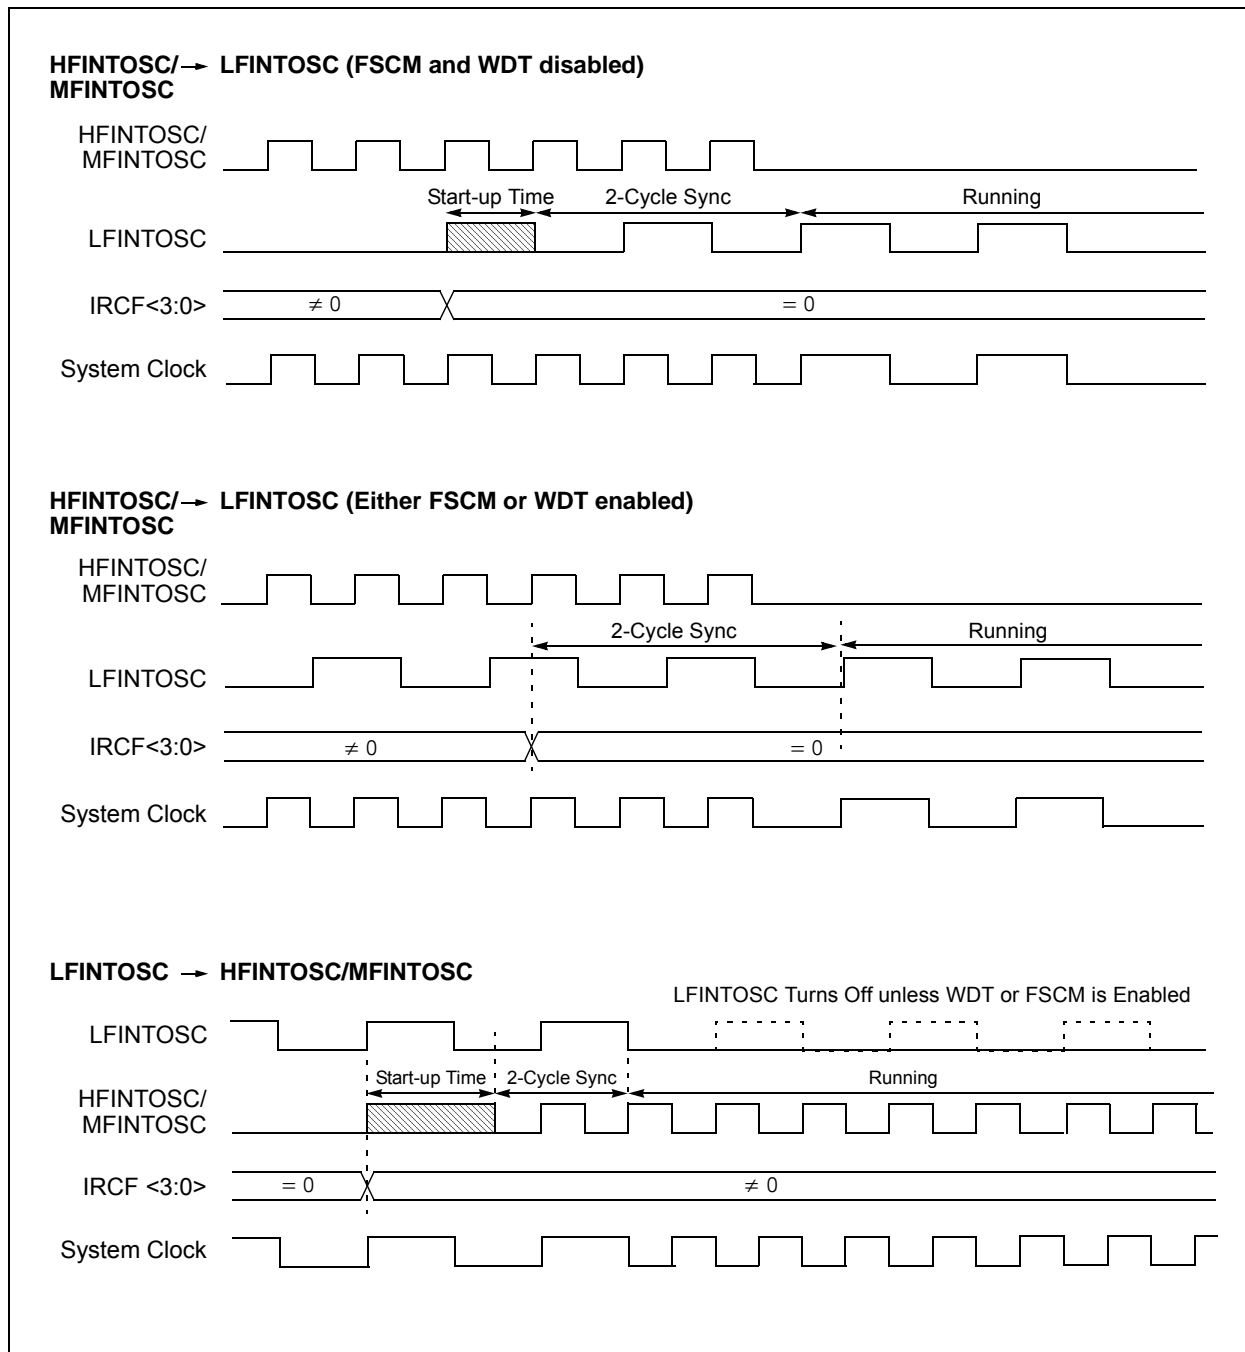 HFINTOSC/→ LFINTOSC (FSCM and WDT disabled)
MFINTOSC
HFINTOSC/
MFINTOSC
Start-up Time 2-Cycle Sync Running
LFINTOSC
IRCF<3:0> ≠ 0 = 0
System Clock
HFINTOSC/→ LFINTOSC (Either FSCM or WDT enabled)
MFINTOSC
HFINTOSC/
MFINTOSC
2-Cycle Sync Running
LFINTOSC
IRCF<3:0> ≠ 0 = 0
System Clock
LFINTOSC → HFINTOSC/MFINTOSC
LFINTOSC Turns Off unless WDT or FSCM is Enabled
LFINTOSC
Start-up Time 2-Cycle Sync Running
HFINTOSC/
MFINTOSC
IRCF <3:0> = 0 ≠ 0
System Clock